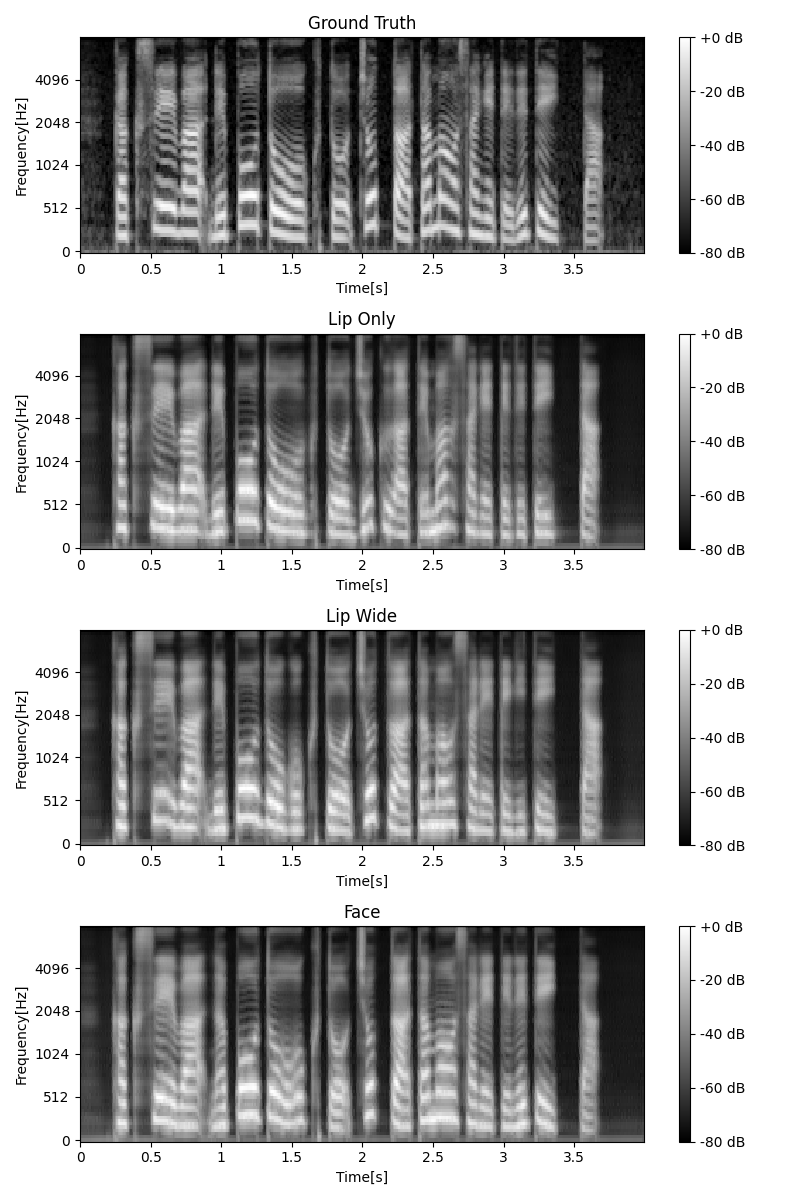 Ground Truth
+0 dB
-20 dB
-40 dB
-60 dB
-80 dB
Frequency[Hz]
4096
2048
1024
512
0
0 0.5 1 1.5 2 2.5 3 3.5
Time[s]
Lip Only
+0 dB
-20 dB
-40 dB
-60 dB
-80 dB
Frequency[Hz]
4096
2048
1024
512
0
0 0.5 1 1.5 2 2.5 3 3.5
Time[s]
Lip Wide
+0 dB
-20 dB
-40 dB
-60 dB
-80 dB
Frequency[Hz]
4096
2048
1024
512
0
0 0.5 1 1.5 2 2.5 3 3.5
Time[s]
Face
+0 dB
-20 dB
-40 dB
-60 dB
-80 dB
Frequency[Hz]
4096
2048
1024
512
0
0 0.5 1 1.5 2 2.5 3 3.5
Time[s]